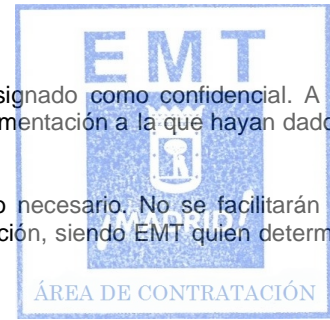 EMT
signado como confidencial. A
mentación a la que hayan dado
necesario. No se facilitarán
¡MADRID!
ción, siendo EMT quien determ
ÁREA DE CONTRATACIÓN